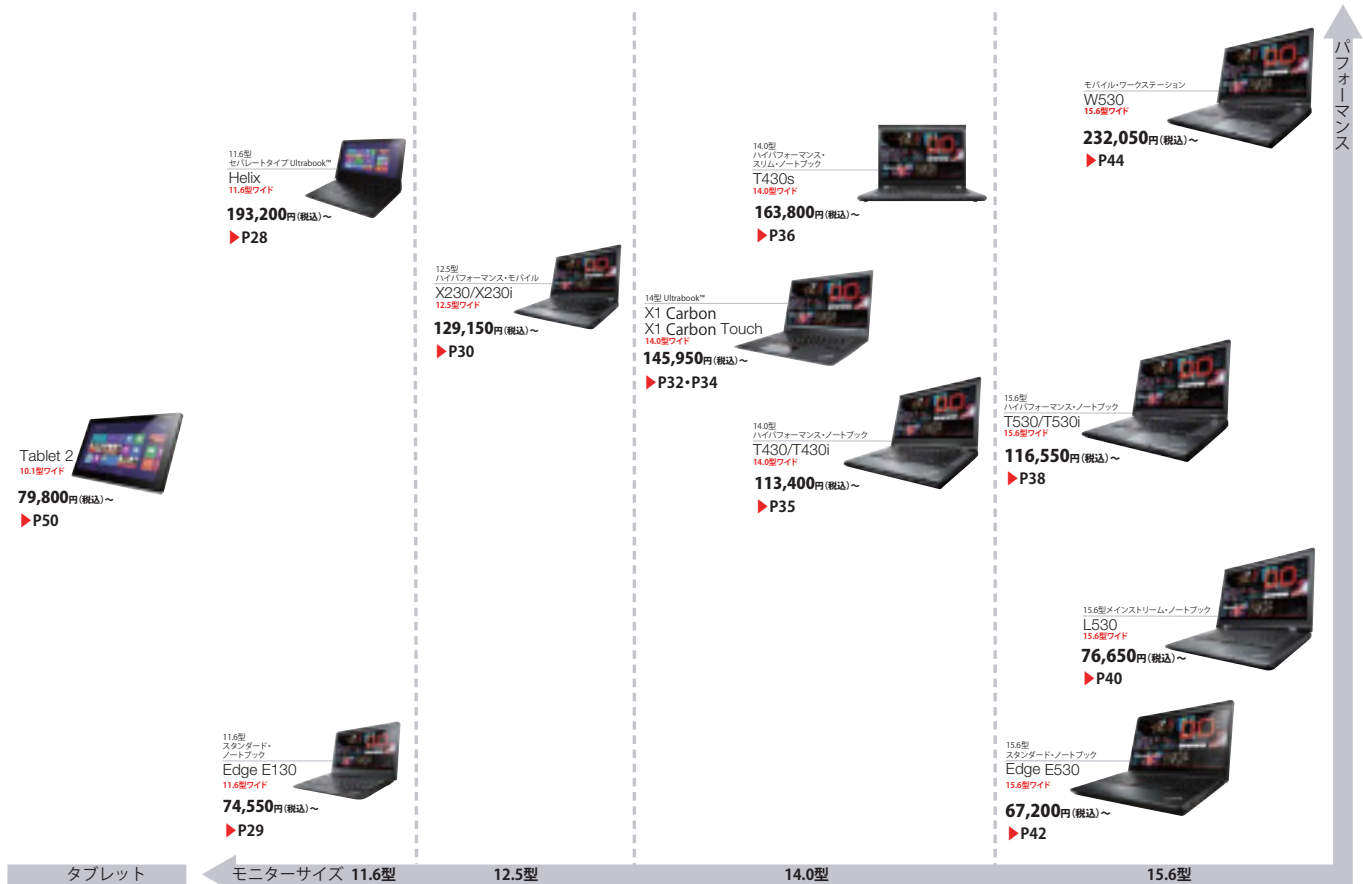 パフォーマンス
モバイル・ワークステーション
W530
15.6型ワイド
232,050円(税込)～
▶P44
11.6型
セパレートタイプ Ultrabook™
Helix
11.6型ワイド
193,200円(税込)～
▶P28
14.0型
ハイパフォーマンス・
スリム・ノートブック
T430s
14.0型ワイド
163,800円(税込)～
▶P36
12.5型
ハイパフォーマンス・モバイル
X230/X230i
12.5型ワイド
129,150円(税込)～
▶P30
14型 Ultrabook™
X1 Carbon
X1 Carbon Touch
14.0型ワイド
145,950円(税込)～
▶P32・P34
Tablet 2
10.1型ワイド
79,800円(税込)～
▶P50
14.0型
ハイパフォーマンス・ノートブック
T430/T430i
14.0型ワイド
113,400円(税込)～
▶P35
15.6型
ハイパフォーマンス・ノートブック
T530/T530i
15.6型ワイド
116,550円(税込)～
▶P38
15.6型メインストリーム・ノートブック
L530
15.6型ワイド
76,650円(税込)～
▶P40
11.6型
スタンダード・
ノートブック
Edge E130
11.6型ワイド
74,550円(税込)～
▶P29
15.6型
スタンダード・ノートブック
Edge E530
15.6型ワイド
67,200円(税込)～
▶P42
タブレット
モニターサイズ 11.6型 12.5型 14.0型 15.6型